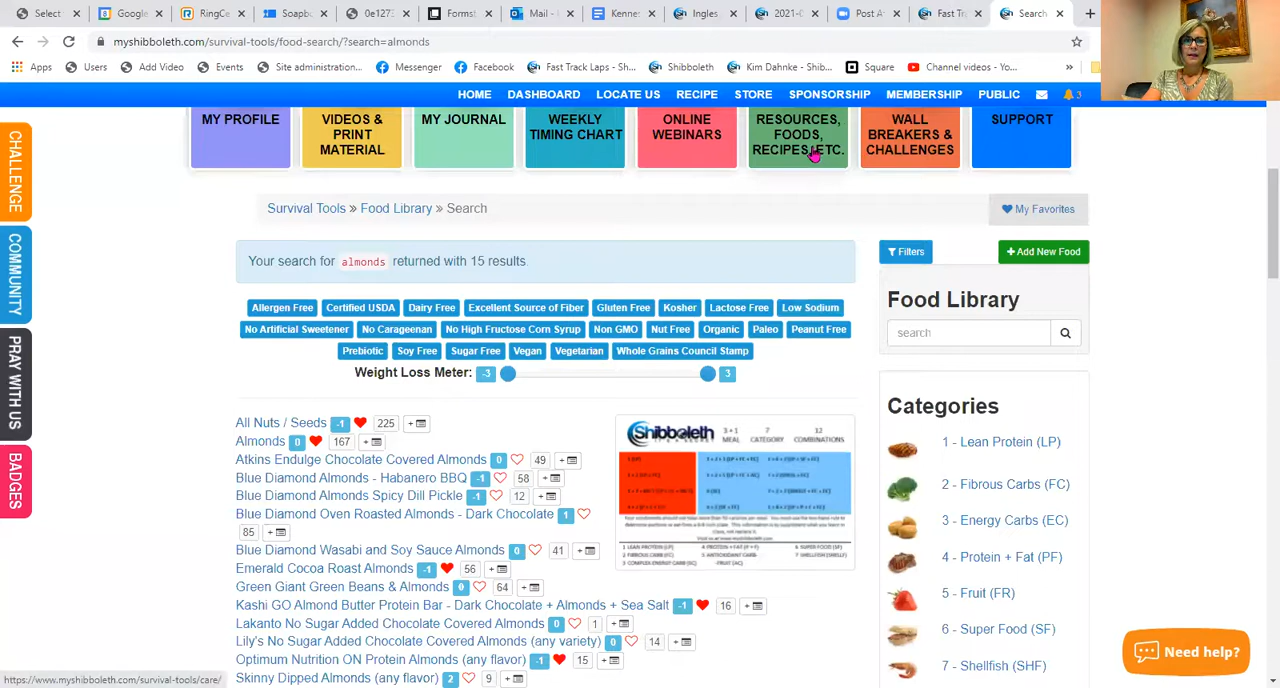 Select
Google
RingCe
Soapbo
0e1273
Forms
Mail -
Kenne
Ingles
2021-0
Post A
Fast Tr
Search
myshibboleth.com/survival-tools/food-search/?search=almonds
Apps
Users
Add Video
Events
Site administration...
Messenger
Facebook
Fast Track Laps - S...
Shibboleth
Kim Dahnke - Shib...
Square
Channel videos - Yo...
HOME
DASHBOARD
LOCATE US
RECIPE
STORE
SPONSORSHIP
MEMBERSHIP
PUBLIC
3
MY PROFILE
VIDEOS &
PRINT
MATERIAL
MY JOURNAL
WEEKLY
TIMING CHART
ONLINE
WEBINARS
RESOURCES,
FOODS,
RECIPES, ETC.
WALL
BREAKERS &
CHALLENGES
SUPPORT
CHALLENGE
COMMUNITY
PRAY WITH US
BADGES
Survival Tools » Food Library » Search
My Favorites
Your search for almonds returned with 15 results.
Filters
+ Add New Food
Food Library
search
Allergen Free Certified USDA Dairy Free Excellent Source of Fiber Gluten Free Kosher Lactose Free Low Sodium
No Artificial Sweetener No Carageenan No High Fructose Corn Syrup Non GMO Nut Free Organic Paleo Peanut Free
Prebiotic Soy Free Sugar Free Vegan Vegetarian Whole Grains Council Stamp
Weight Loss Meter: -3 3
All Nuts / Seeds -1 225 +
Almonds 0 167 +
Atkins Endulge Chocolate Covered Almonds 0 49 +
Blue Diamond Almonds - Habanero BBQ -1 58 +
Blue Diamond Almonds Spicy Dill Pickle -1 12 +
Blue Diamond Oven Roasted Almonds - Dark Chocolate 1
85 +
Blue Diamond Wasabi and Soy Sauce Almonds 0 41 +
Emerald Cocoa Roast Almonds -1 56 +
Green Giant Green Beans & Almonds 0 64 +
Kashi GO Almond Butter Protein Bar - Dark Chocolate + Almonds + Sea Salt -1 16 +
Lakanto No Sugar Added Chocolate Covered Almonds 0 1 +
Lily's No Sugar Added Chocolate Covered Almonds (any variety) 0 14 +
Optimum Nutrition ON Protein Almonds (any flavor) -1 15 +
Skinny Dipped Almonds (any flavor) 2 9 +
Shibboleth
3 + 1
MEAL
7
CATEGORY
12
COMBINATIONS
Categories
1 - Lean Protein (LP)
2 - Fibrous Carbs (FC)
3 - Energy Carbs (EC)
4 - Protein + Fat (PF)
5 - Fruit (FR)
6 - Super Food (SF)
7 - Shellfish (SHF)
Need help?
https://www.myshibboleth.com/survival-tools/care/